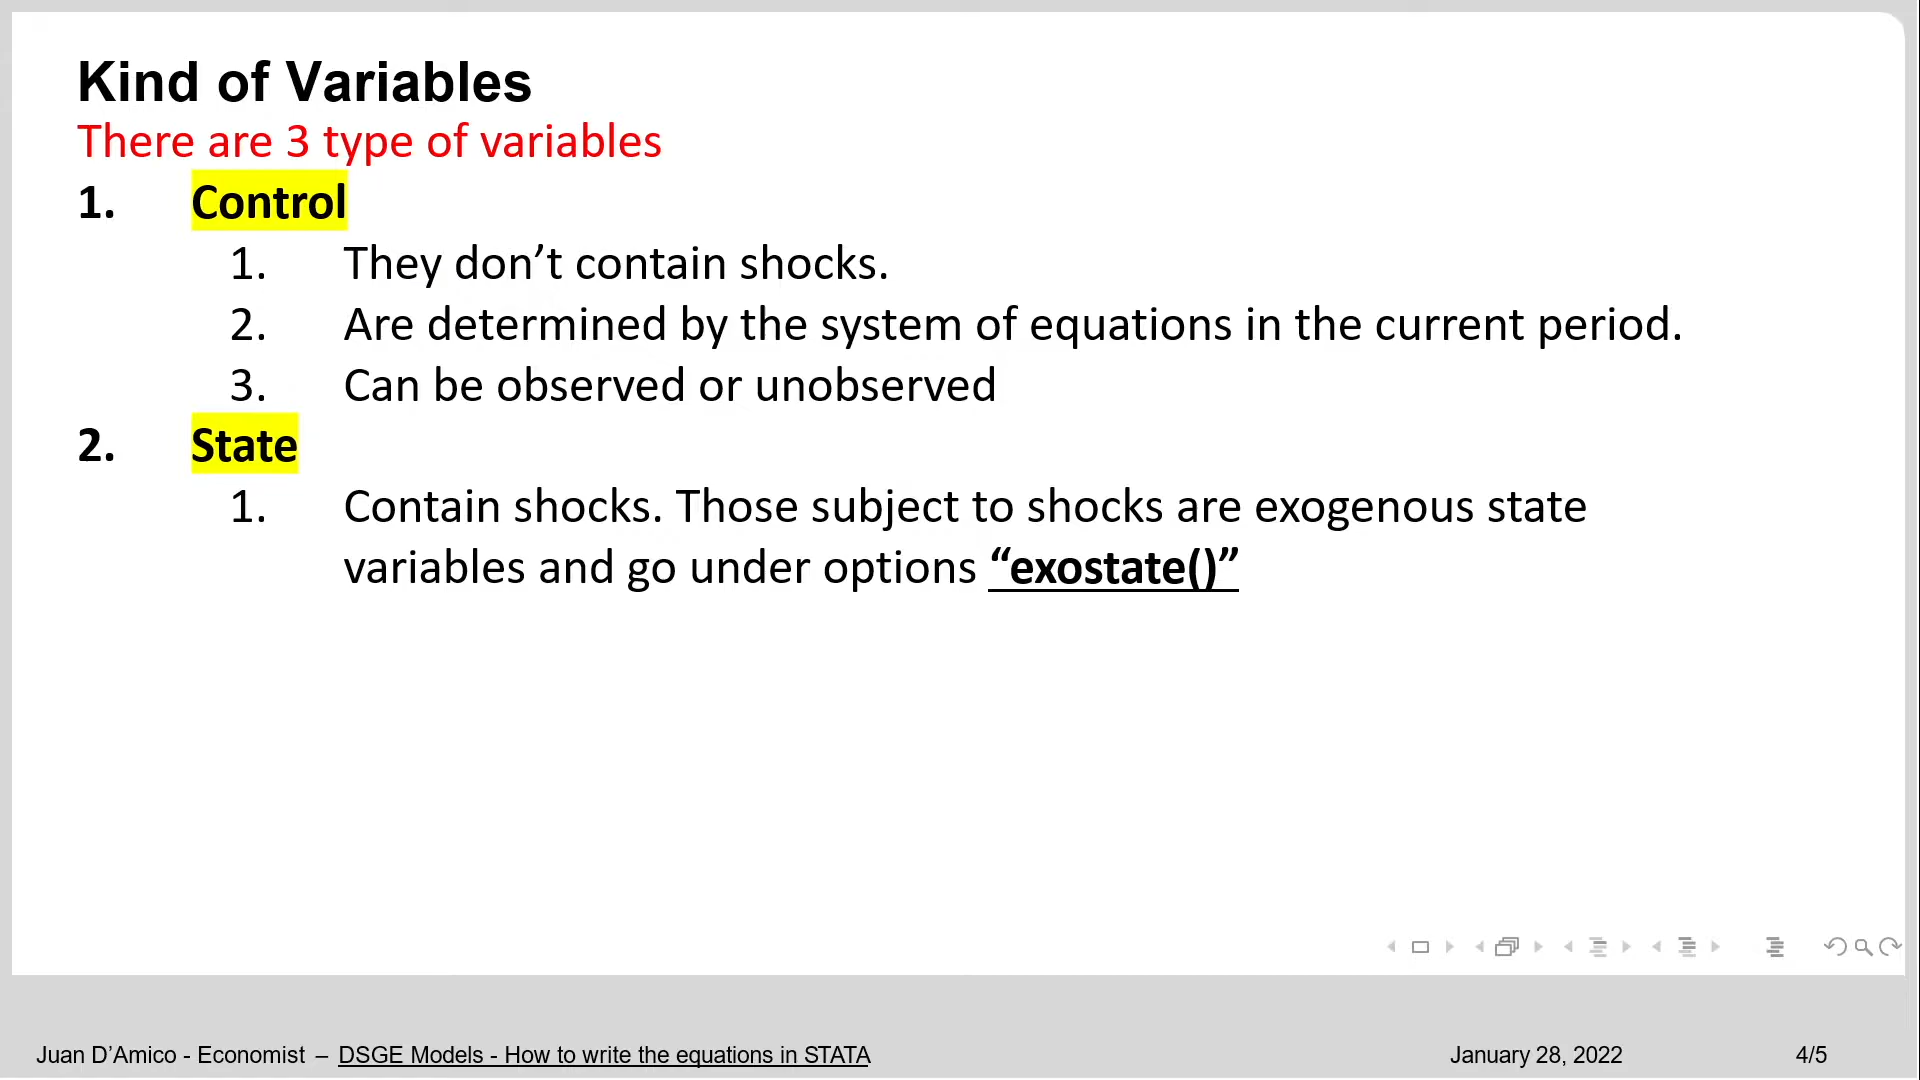 Kind of Variables
There are 3 type of variables
1. Control
1. They don’t contain shocks.
2. Are determined by the system of equations in the current period.
3. Can be observed or unobserved
2. State
1. Contain shocks. Those subject to shocks are exogenous state
variables and go under options “exostate()”
Juan D’Amico - Economist – DSGE Models - How to write the equations in STATA January 28, 2022 4/5